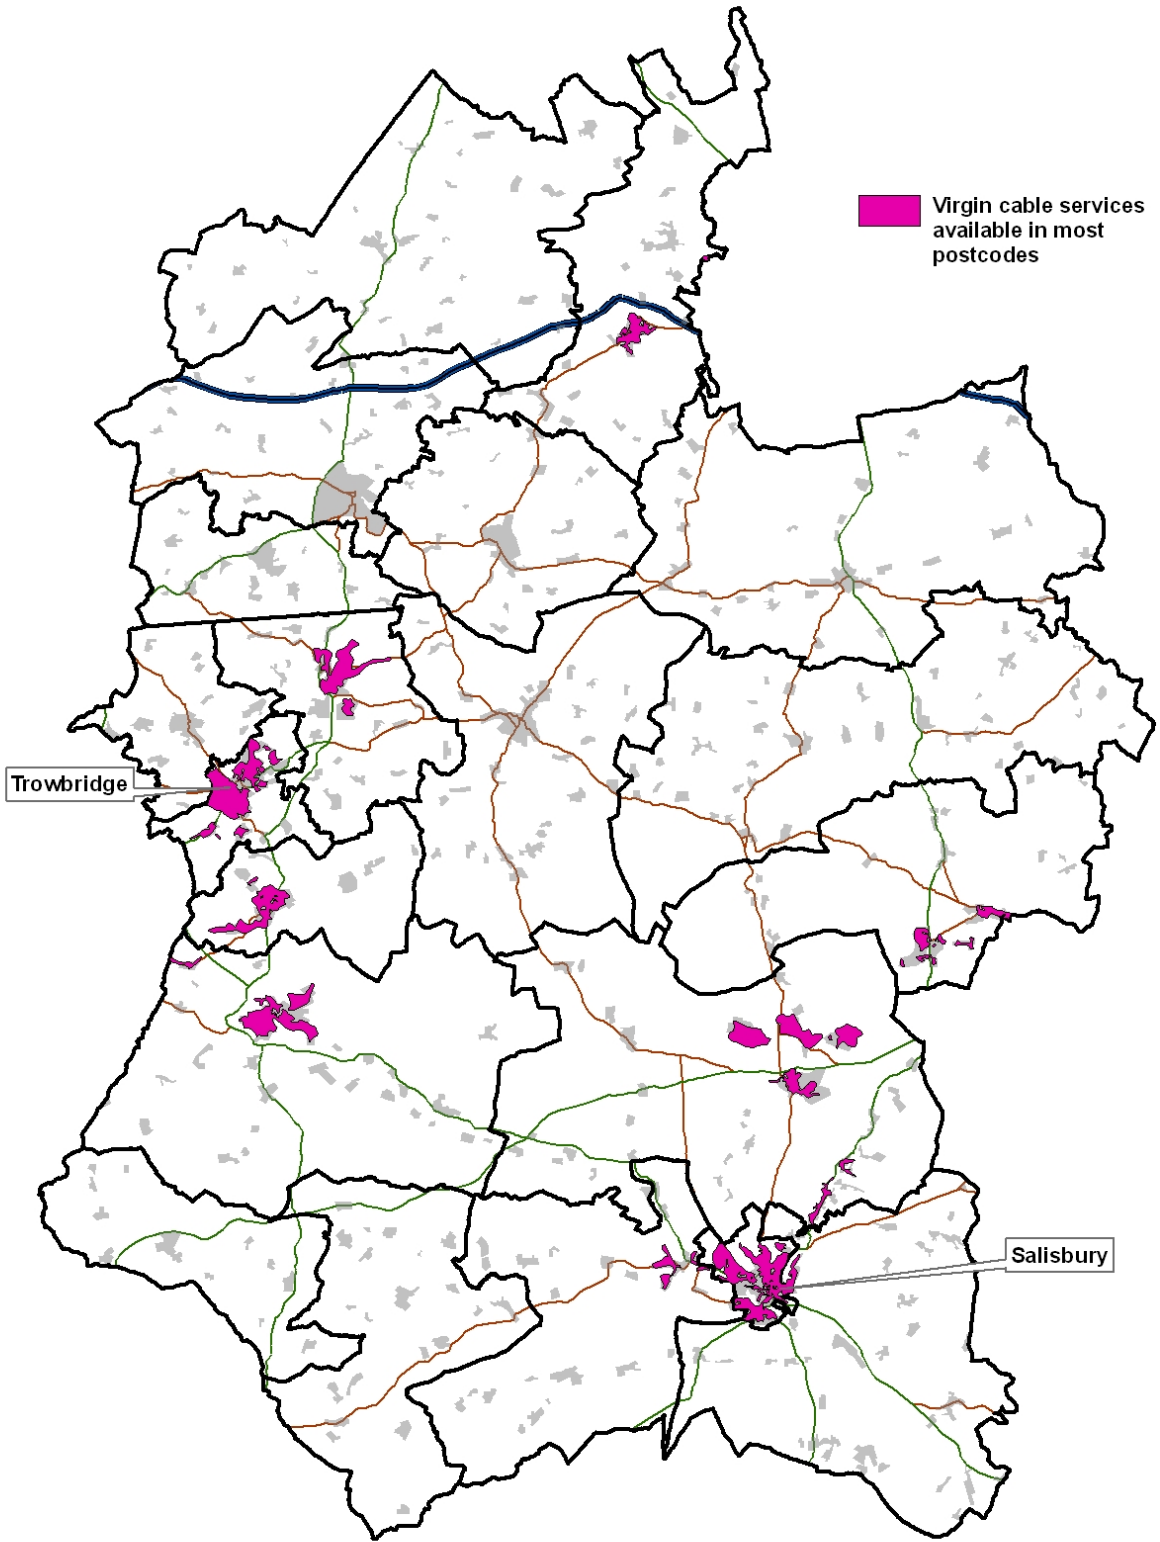 Virgin cable services
available in most
postcodes
Trowbridge
Salisbury